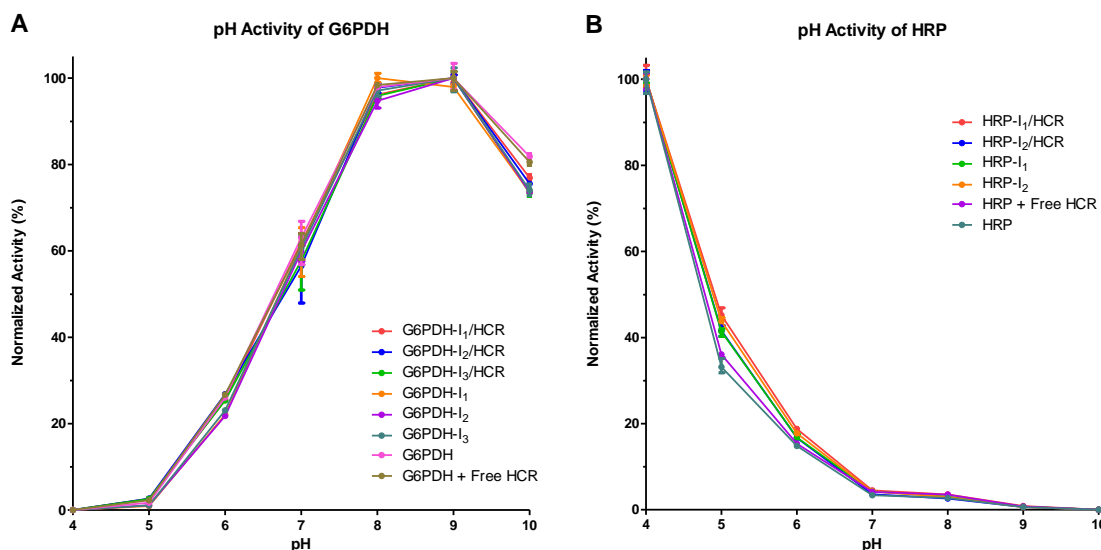 A
pH Activity of G6PDH
Normalized Activity (%)
100
80
60
40
20
0
4 5 6 7 8 9 10
pH
G6PDH-I₁/HCR
G6PDH-I₂/HCR
G6PDH-I₃/HCR
G6PDH-I₁
G6PDH-I₂
G6PDH-I₃
G6PDH
G6PDH + Free HCR
B
pH Activity of HRP
Normalized Activity (%)
100
80
60
40
20
0
4 5 6 7 8 9 10
pH
HRP-I₁/HCR
HRP-I₂/HCR
HRP-I₁
HRP-I₂
HRP + Free HCR
HRP